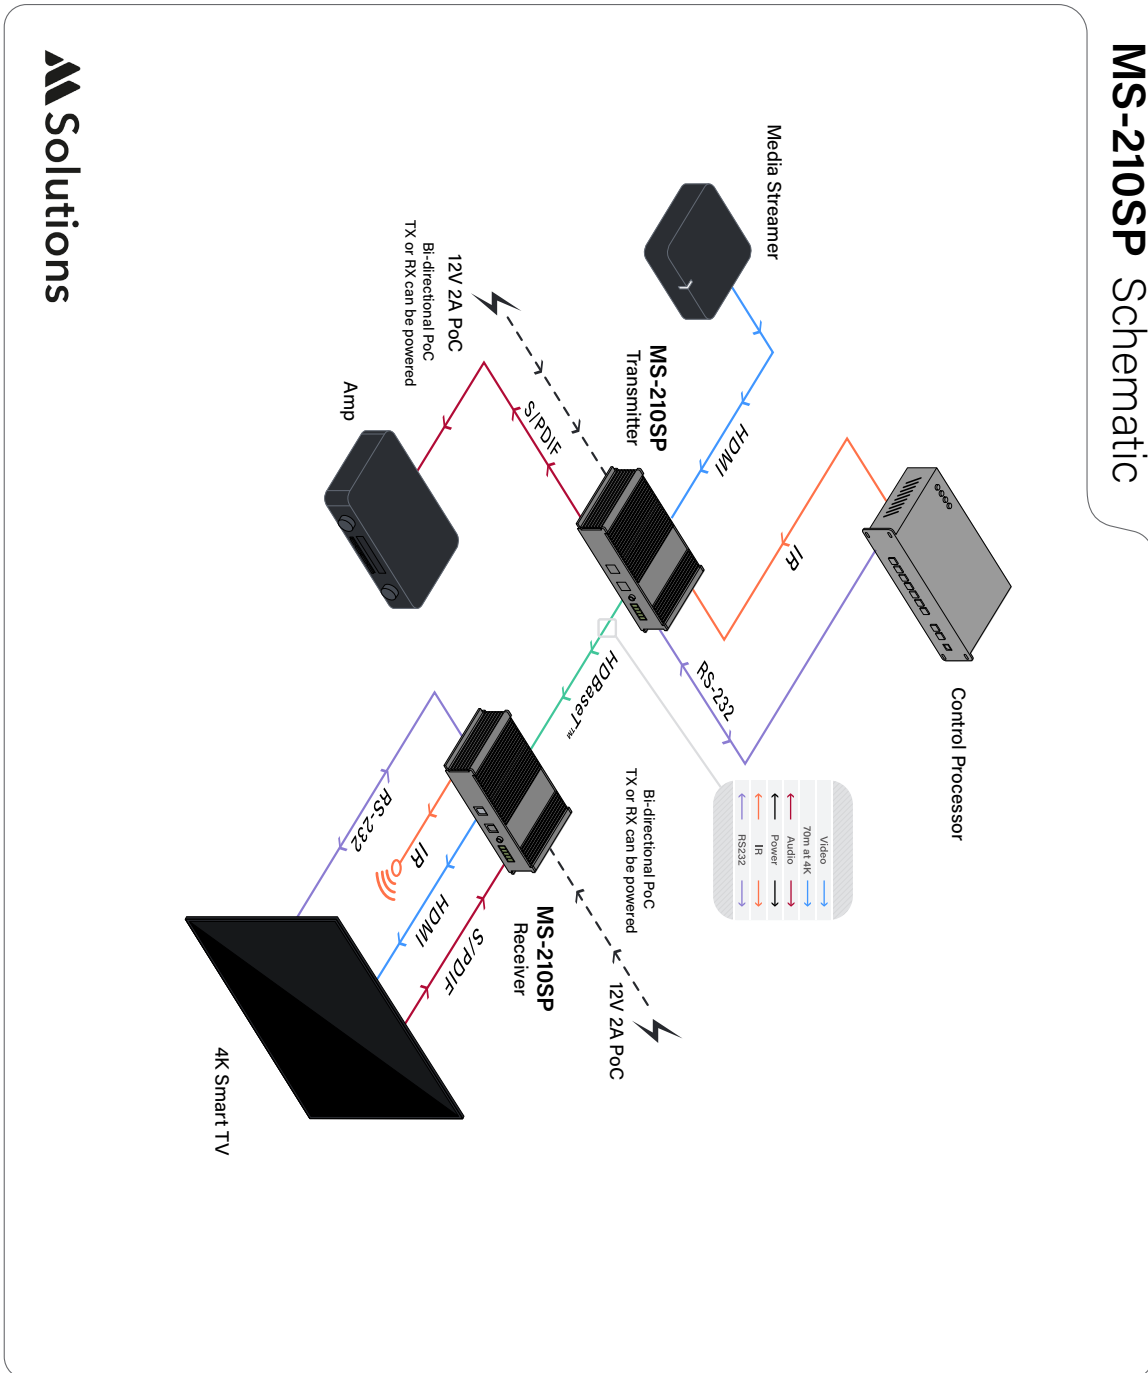 MS-210SP Schematic
Control Processor
Media Streamer
IR
HDMI
RS-232
MS-210SP
Transmitter
12V 2A PoC
Bi-directional PoC
TX or RX can be powered
S/PDIF
Amp
HDBaseT™
Video
70m at 4K
Audio
Power
IR
RS232
Bi-directional PoC
TX or RX can be powered
12V 2A PoC
MS-210SP
Receiver
RS-232
IR
HDMI
S/PDIF
4K Smart TV
Solutions